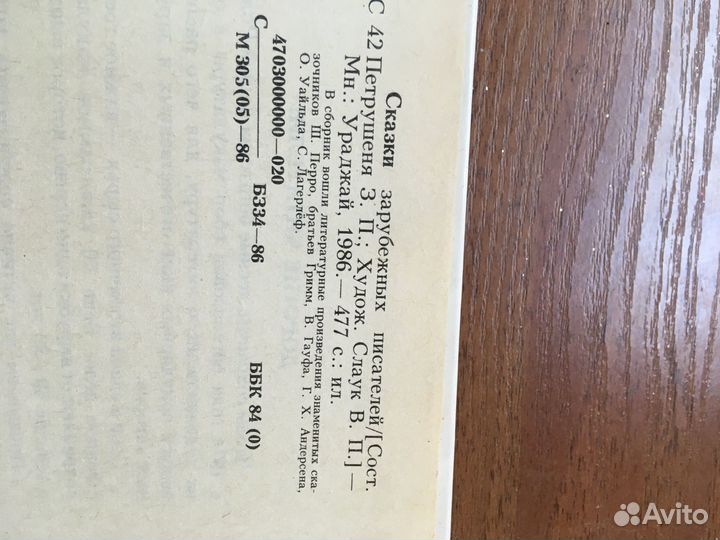 С 42
Сказки зарубежных писателей/[Сост.
Петрушеня З. П.; Худож. Слаук В. П.] —
Мн.: Ураджай, 1986.— 477 с.: ил.
В сборник вошли литературные произведения знаменитых ска-
зочников Ш. Перро, братьев Гримм, В. Гауфа, Г. Х. Андерсена,
О. Уайльда, С. Лагерлёф.
4703000000—020
С
М 305(05)—86
БЗ34—86
ББК 84 (0)
Avito